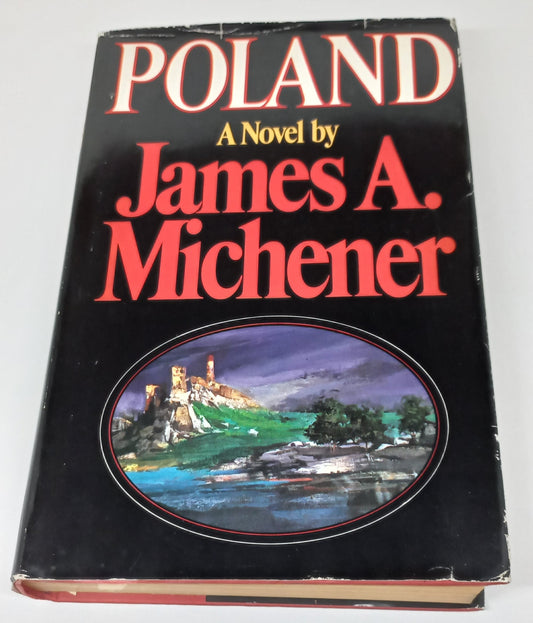 POLAND
A Novel by
James A.
Michener